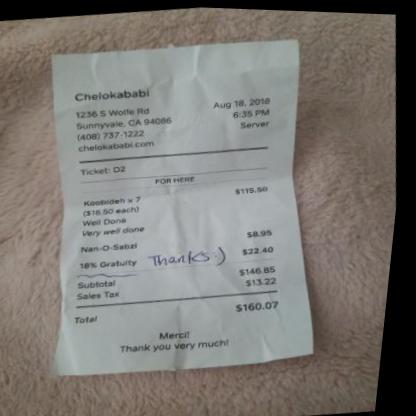 Chelokababi
1236 S Wolfe Rd
Sunnyvale, CA 94086
(408) 737-1222
chelokababi.com
Aug 18, 2018
6:35 PM
Server
Ticket: D2
FOR HERE
Koobideh x 7 $115.50
($16.50 each)
Well Done
Very well done
Nan-O-Sabzi $8.95
18% Gratuity Thanks:) $22.40
Subtotal $146.85
Sales Tax $13.22
Total $160.07
Merci!
Thank you very much!